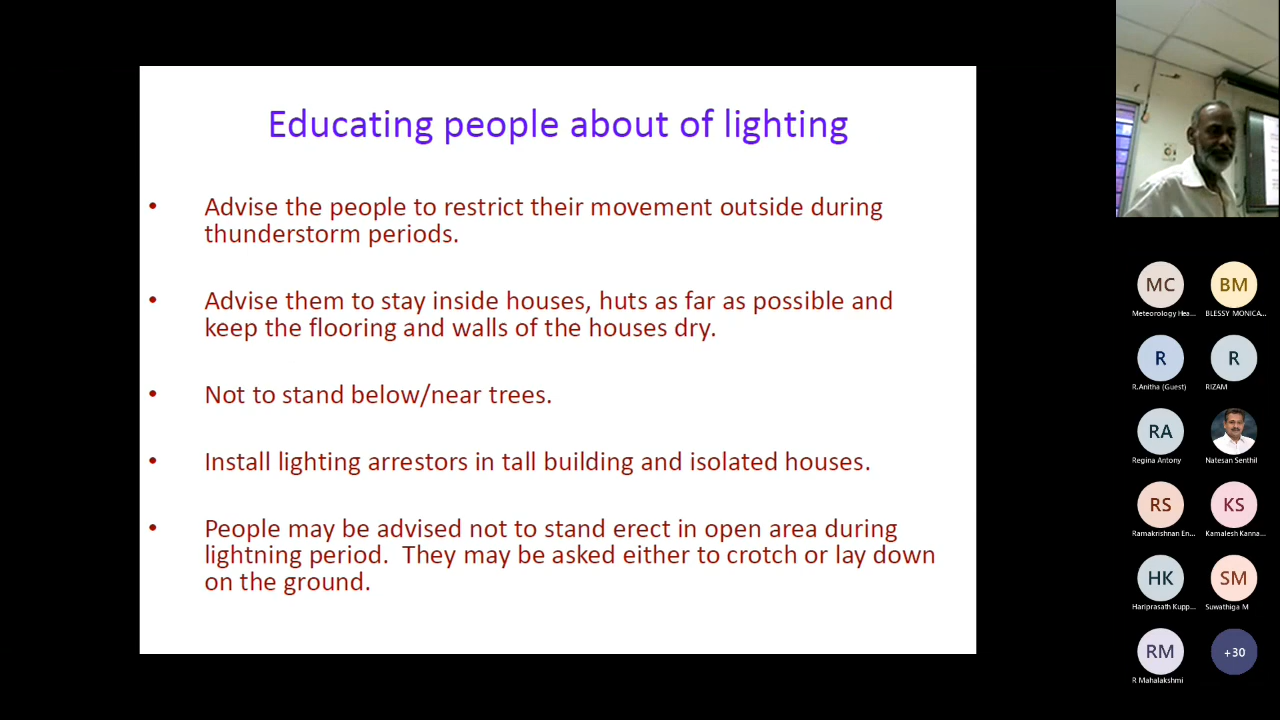 Educating people about of lighting
• Advise the people to restrict their movement outside during
thunderstorm periods.
• Advise them to stay inside houses, huts as far as possible and
keep the flooring and walls of the houses dry.
• Not to stand below/near trees.
• Install lighting arrestors in tall building and isolated houses.
• People may be advised not to stand erect in open area during
lightning period. They may be asked either to crotch or lay down
on the ground.
MC BM
Meteorology Hea... BLESSY MONICA...
R R
R.Anitha (Guest) RIZAM
RA
Regina Antony Natesan Senthil
RS KS
Ramakrishnan En... Kamalesh Kanna...
HK SM
Hariprasath Kupp... Suwathiga M
RM +30
R Mahalakshmi